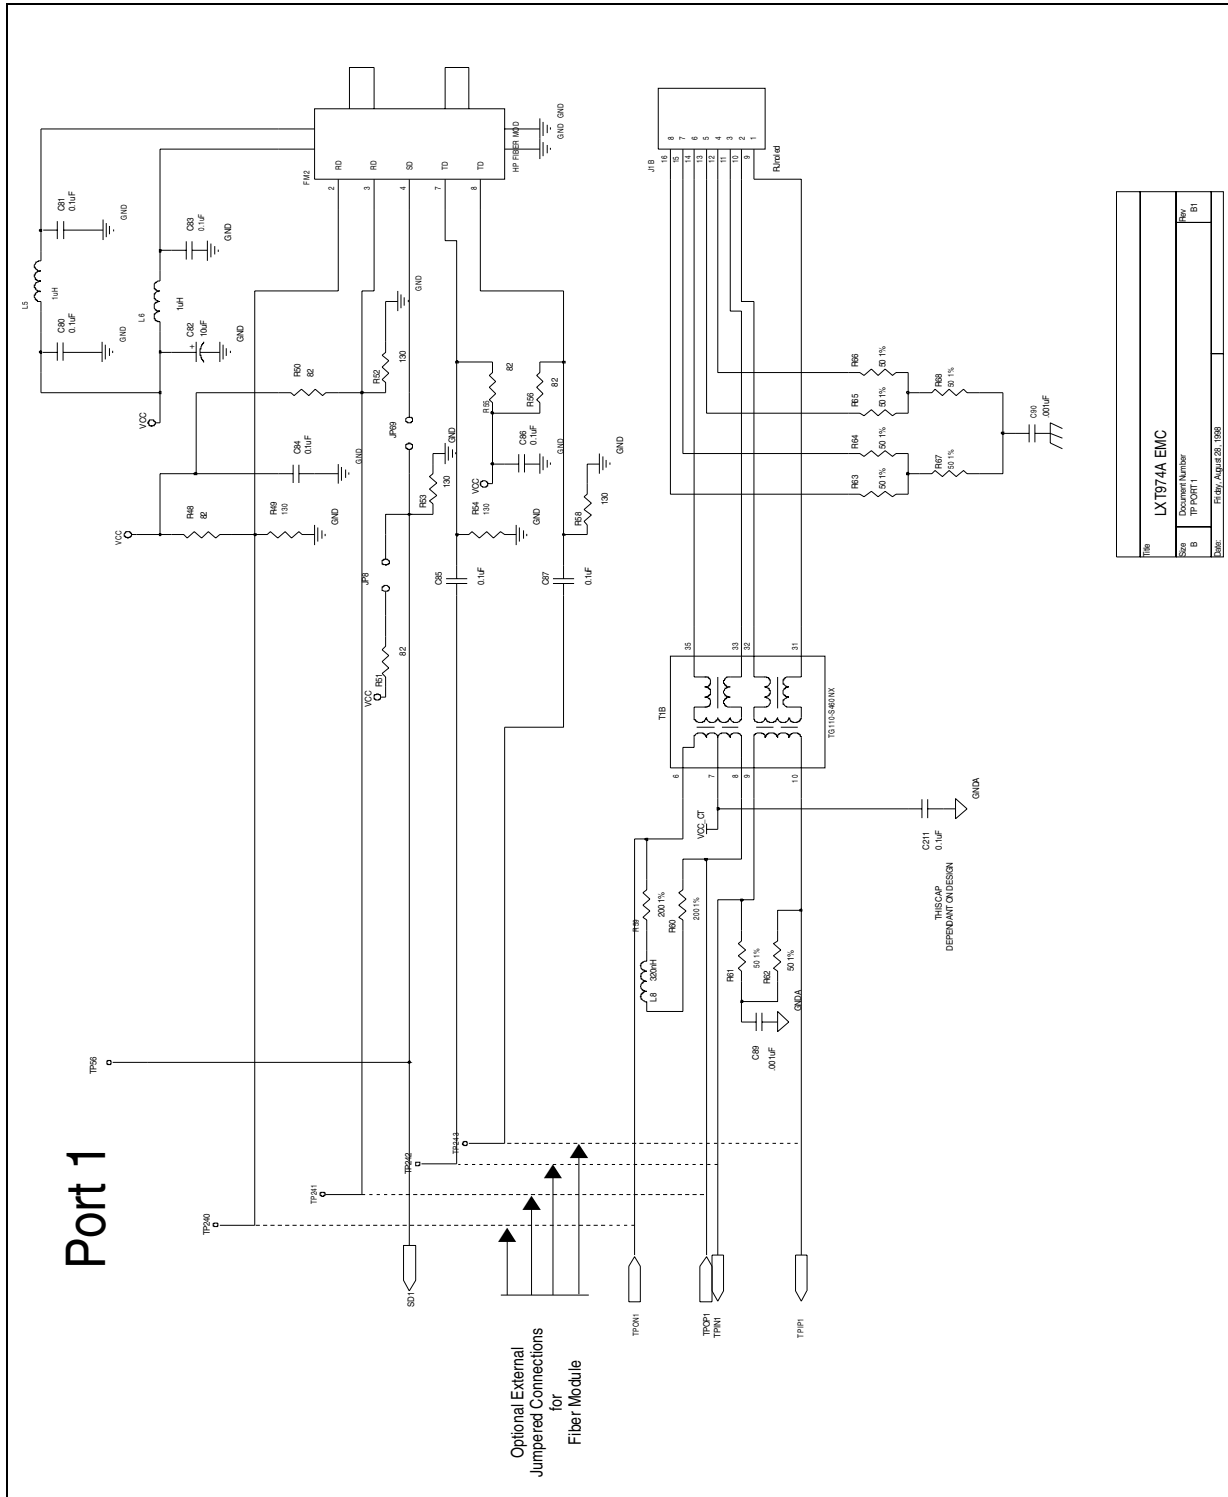 Port 1
VCC
C80
0.1uF
GND
L5
1uH
C81
0.1uF
GND
C82
10uF
+
GND
L6
1uH
C83
0.1uF
GND
FM2
HP FIBER MOD
RD
RD
SD
TD
TD
2
3
4
7
8
GND GND
VCC
R48
82
R49
130
GND
C84
0.1uF
GND
R50
82
R52
130
GND
TP56
TP240
TP241
TP242
TP243
SD1
VCC
R51
82
JP8
R53
130
GND
JP69
C85
0.1uF
R54
130
GND
VCC
C86
0.1uF
GND
R55
82
R56
82
C87
0.1uF
R58
130
GND
Optional External
Jumpered Connections
for
Fiber Module
TPON1
TPOP1
TPIN1
TPIP1
R59
200 1%
R60
200 1%
L8
320nH
R61
50 1%
R62
50 1%
C89
.001uF
GNDA
VCC_CT
T1B
TG110-S460NX
6
7
8
9
10
35
33
32
31
C211
0.1uF
GNDA
THIS CAP
DEPENDANT ON DESIGN
J1B
RJnoled
16
15
14
13
12
11
10
9
8
7
6
5
4
3
2
1
R63
50 1%
R64
50 1%
R65
50 1%
R66
50 1%
R67
50 1%
R68
50 1%
C90
.001uF
Title
LXT974A EMC
Size
B
Document Number
TP PORT1
Rev
B1
Date:
Friday, August 28, 1998